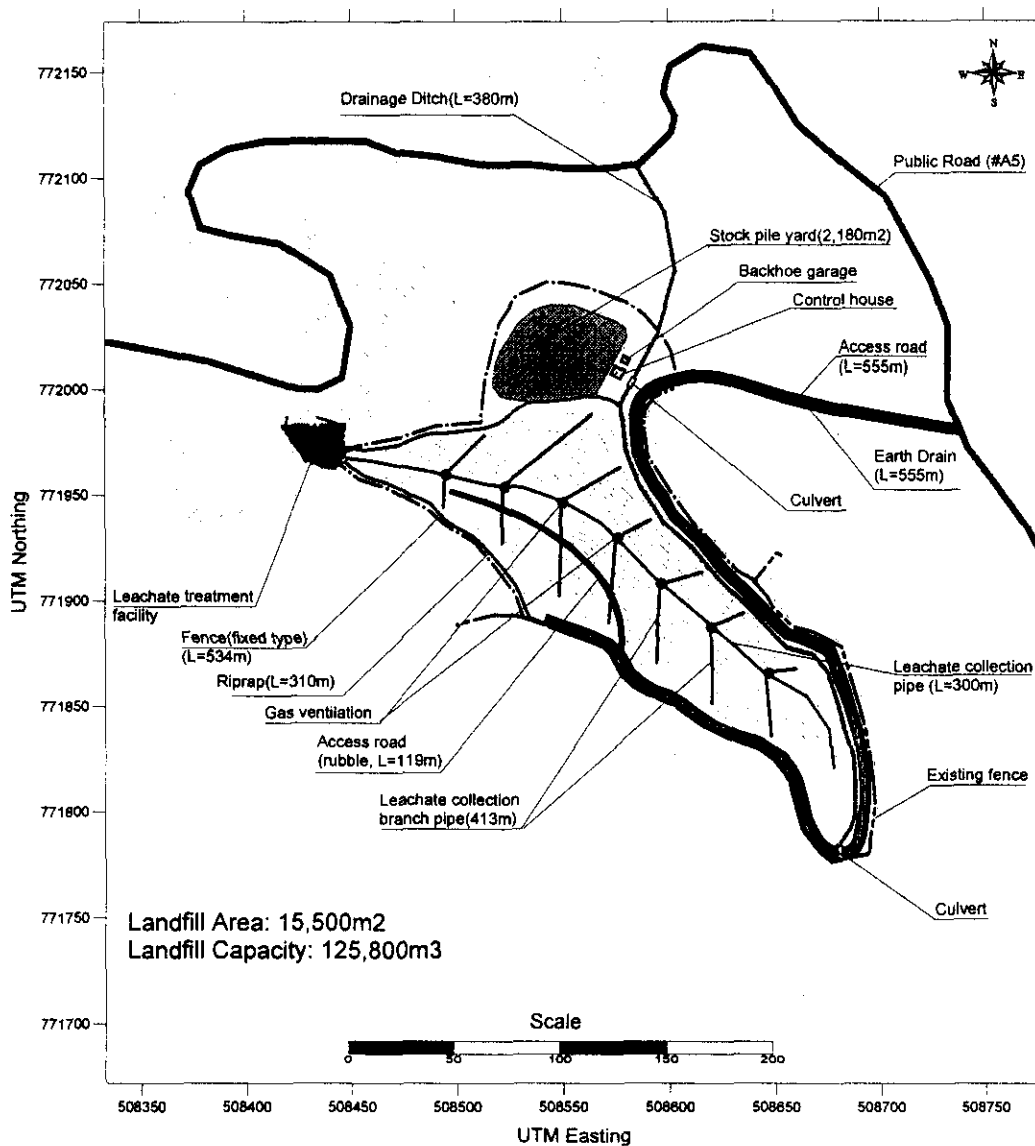 N
W E
S
772150
772100
772050
772000
771950
771900
771850
771800
771750
771700
UTM Northing
Drainage Ditch(L=380m)
Public Road (#A5)
Stock pile yard(2,180m2)
Backhoe garage
Control house
Access road
(L=555m)
Earth Drain
(L=555m)
Culvert
Leachate treatment
facility
Fence(fixed type)
(L=534m)
Riprap(L=310m)
Gas ventilation
Access road
(rubble, L=119m)
Leachate collection
branch pipe(413m)
Leachate collection
pipe (L=300m)
Existing fence
Culvert
Landfill Area: 15,500m2
Landfill Capacity: 125,800m3
Scale
0 50 100 150 200
508350 508400 508450 508500 508550 508600 508650 508700 508750
UTM Easting